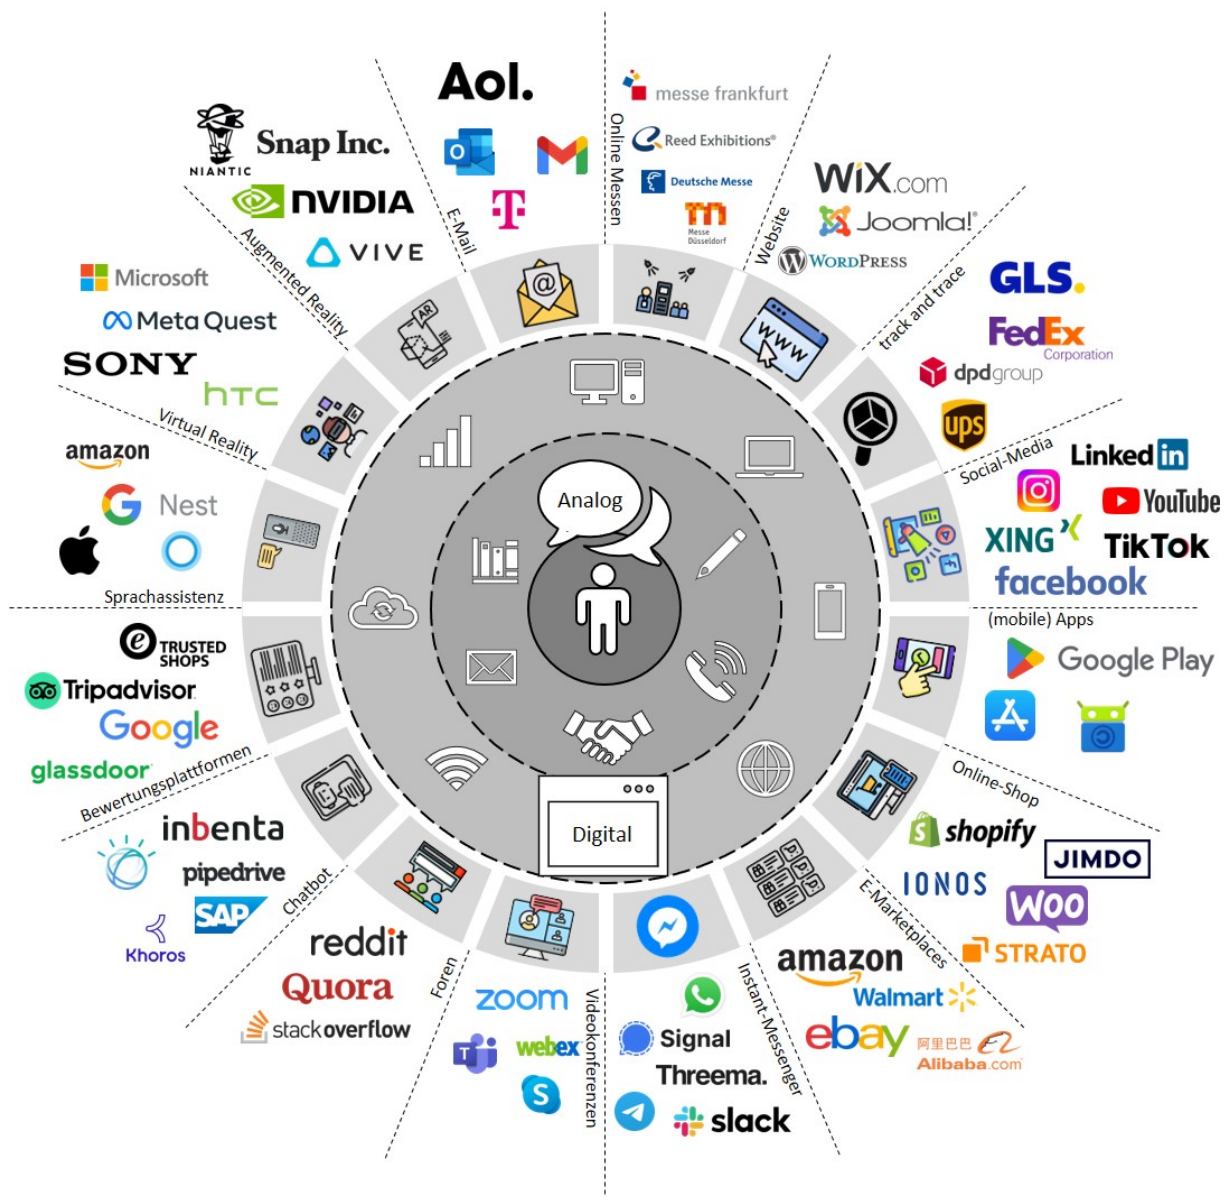 Aol.
E-Mail
messe frankfurt
Reed Exhibitions®
Deutsche Messe
Messe
Düsseldorf
Online Messen
WiX.com
Joomla!®
WORDPRESS
Website
GLS.
FedEx
Corporation
dpdgroup
ups
track and trace
LinkedIn
YouTube
XING
TikTok
facebook
Social-Media
(mobile) Apps
Google Play
Online-Shop
shopify
JIMDO
IONOS
WOO
STRATO
E-Marketplaces
amazon
Walmart
ebay
阿里巴巴
Alibaba.com
Instant-Messenger
Signal
Threema.
slack
Videokonferenzen
zoom
webex
Foren
reddit
Quora
stackoverflow
Chatbot
inbenta
pipedrive
SAP
Khoros
Bewertungsplattformen
e TRUSTED
SHOPS
Tripadvisor
Google
glassdoor
Sprachassistenz
amazon
G Nest
Virtual Reality
Microsoft
Meta Quest
SONY
hTC
Augmented Reality
NIANTIC
Snap Inc.
NVIDIA
VIVE
AR
@
WWW
Analog
Digital